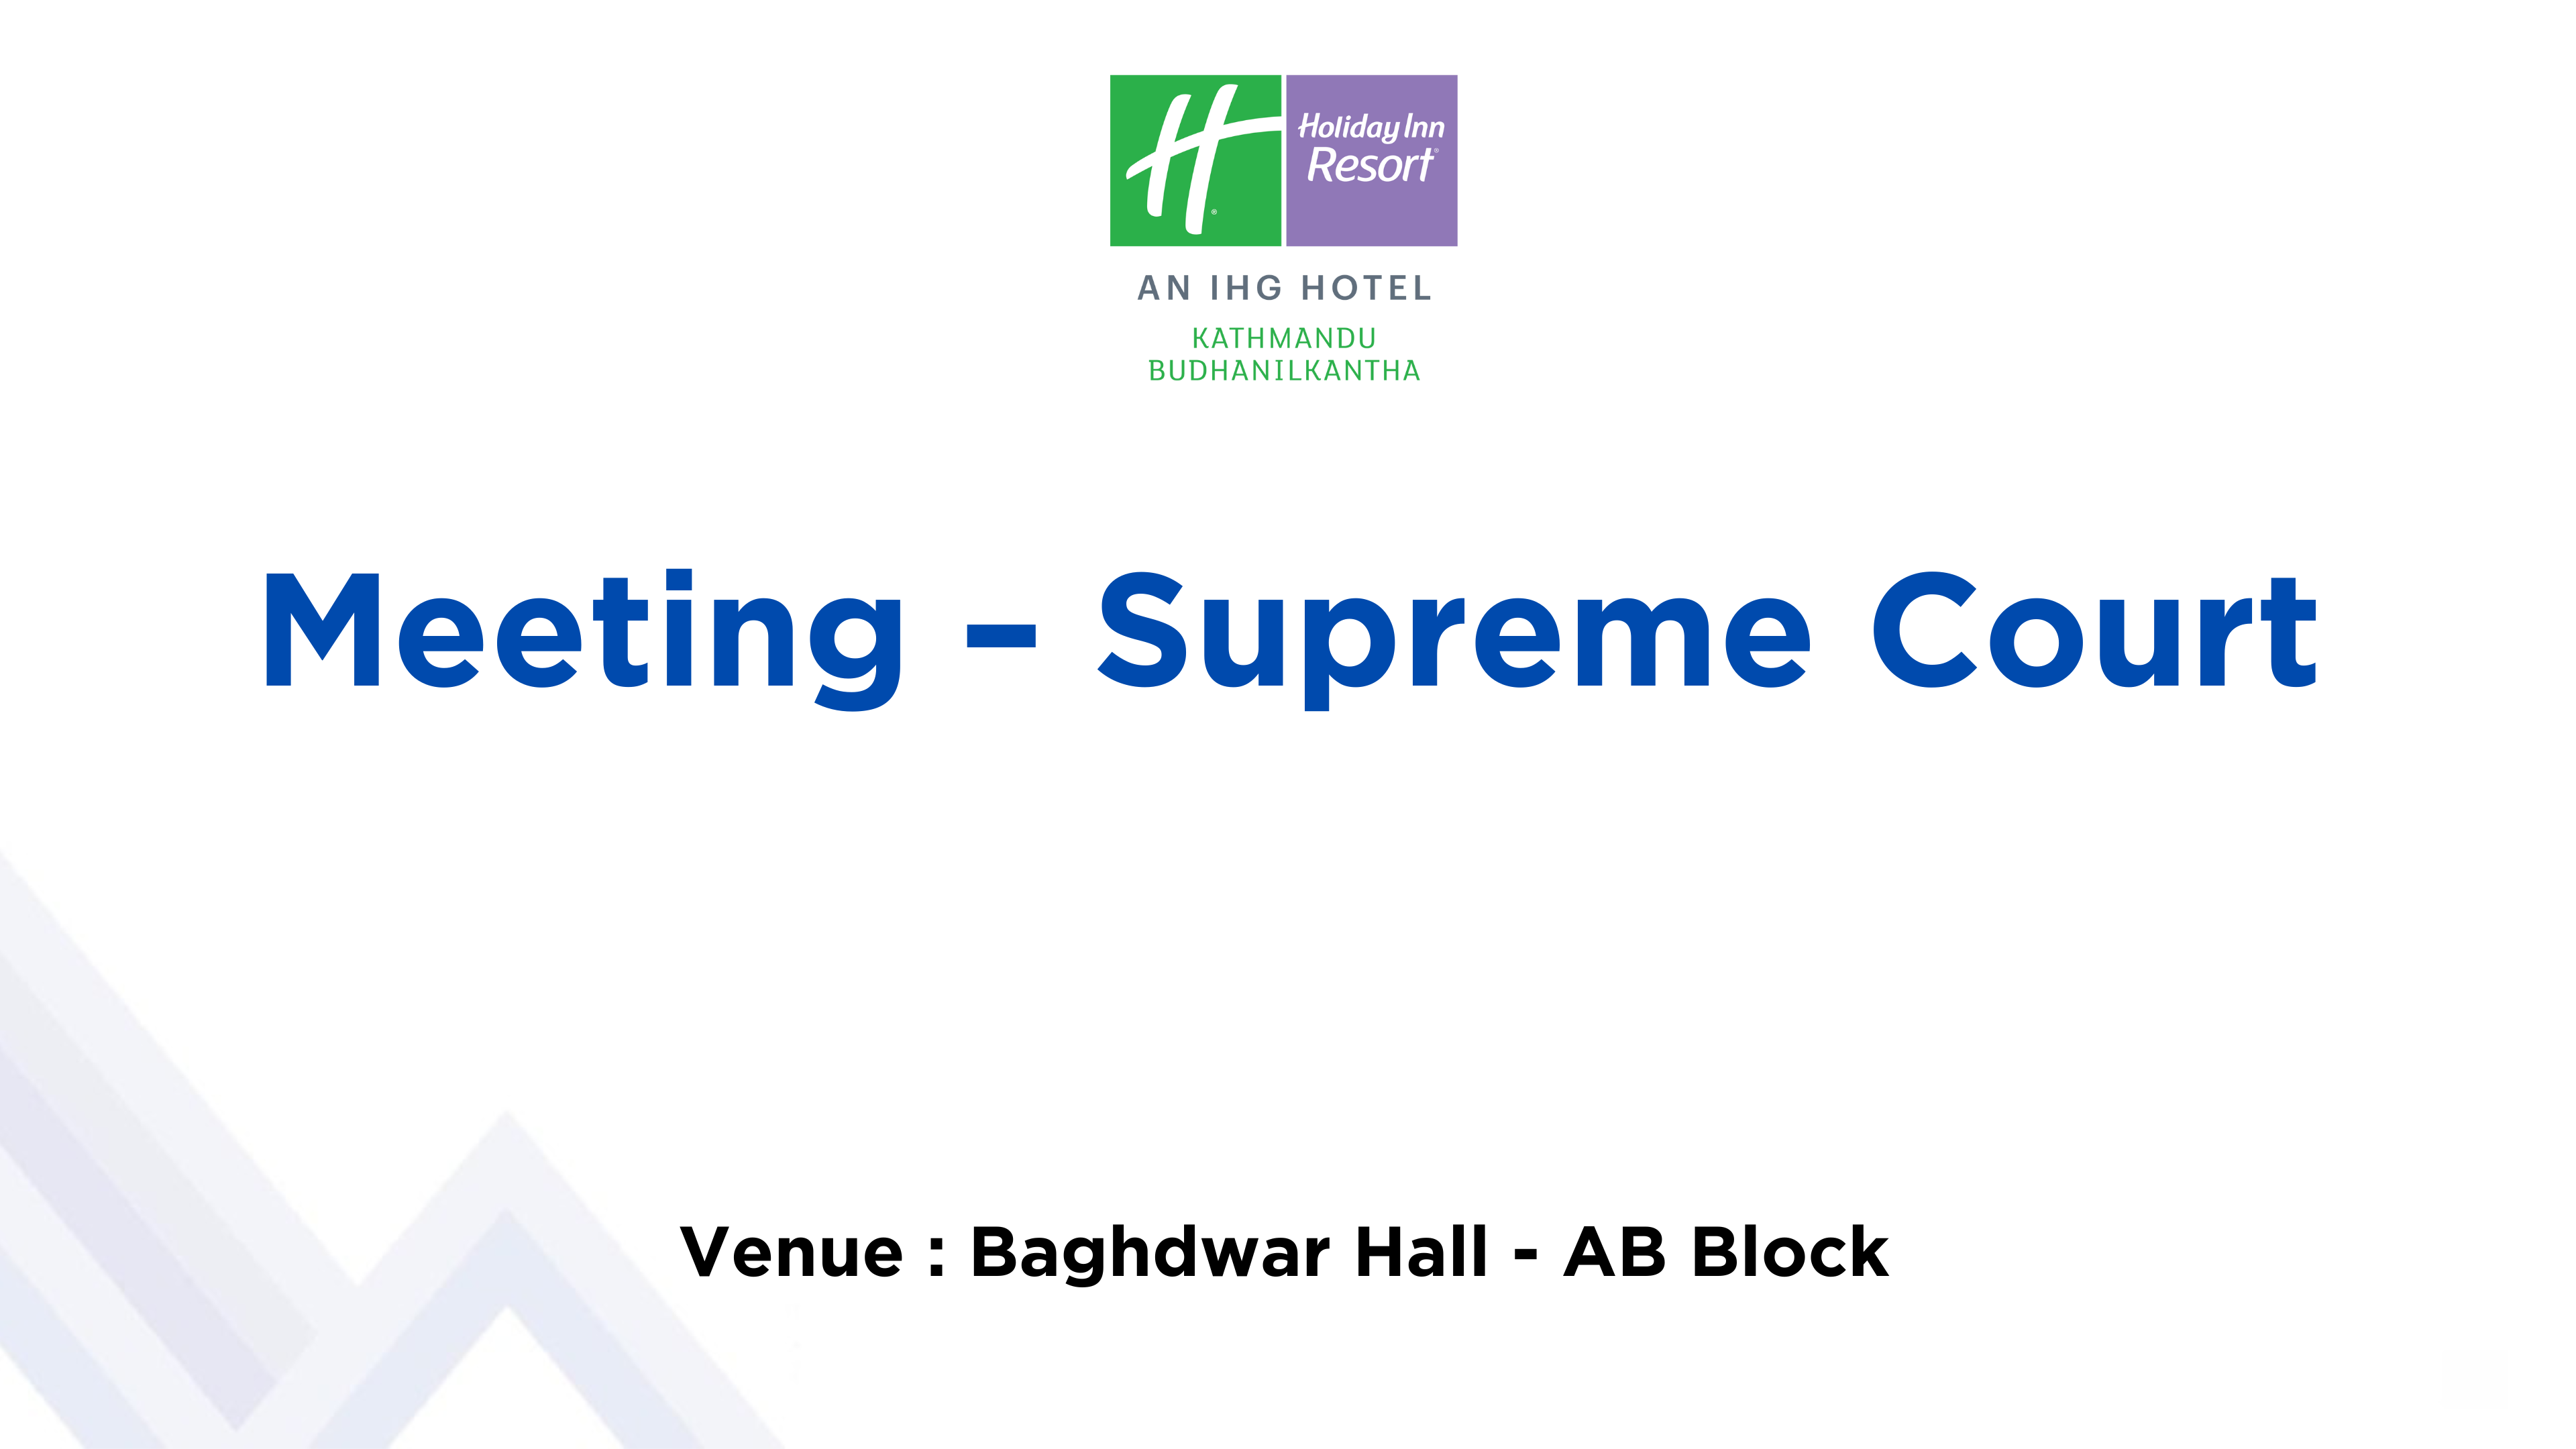 Holiday Inn
Resort
AN IHG HOTEL
KATHMANDU
BUDHANILKANTHA
Meeting – Supreme Court
Venue : Baghdwar Hall - AB Block